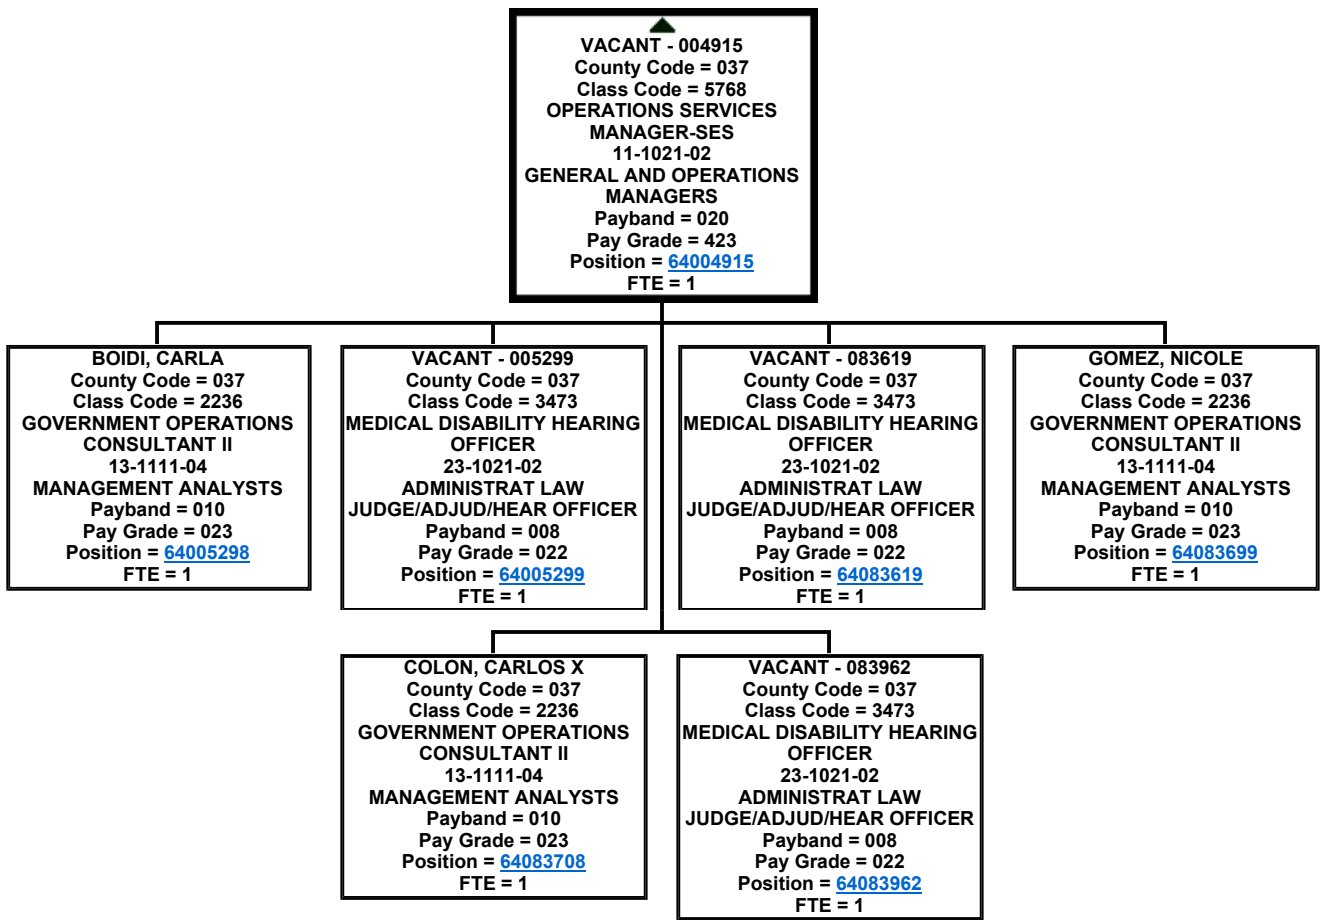 VACANT - 004915
County Code = 037
Class Code = 5768
OPERATIONS SERVICES
MANAGER-SES
11-1021-02
GENERAL AND OPERATIONS
MANAGERS
Payband = 020
Pay Grade = 423
Position = 64004915
FTE = 1
BOIDI, CARLA
County Code = 037
Class Code = 2236
GOVERNMENT OPERATIONS
CONSULTANT II
13-1111-04
MANAGEMENT ANALYSTS
Payband = 010
Pay Grade = 023
Position = 64005298
FTE = 1
VACANT - 005299
County Code = 037
Class Code = 3473
MEDICAL DISABILITY HEARING
OFFICER
23-1021-02
ADMINISTRAT LAW
JUDGE/ADJUD/HEAR OFFICER
Payband = 008
Pay Grade = 022
Position = 64005299
FTE = 1
VACANT - 083619
County Code = 037
Class Code = 3473
MEDICAL DISABILITY HEARING
OFFICER
23-1021-02
ADMINISTRAT LAW
JUDGE/ADJUD/HEAR OFFICER
Payband = 008
Pay Grade = 022
Position = 64083619
FTE = 1
GOMEZ, NICOLE
County Code = 037
Class Code = 2236
GOVERNMENT OPERATIONS
CONSULTANT II
13-1111-04
MANAGEMENT ANALYSTS
Payband = 010
Pay Grade = 023
Position = 64083699
FTE = 1
COLON, CARLOS X
County Code = 037
Class Code = 2236
GOVERNMENT OPERATIONS
CONSULTANT II
13-1111-04
MANAGEMENT ANALYSTS
Payband = 010
Pay Grade = 023
Position = 64083708
FTE = 1
VACANT - 083962
County Code = 037
Class Code = 3473
MEDICAL DISABILITY HEARING
OFFICER
23-1021-02
ADMINISTRAT LAW
JUDGE/ADJUD/HEAR OFFICER
Payband = 008
Pay Grade = 022
Position = 64083962
FTE = 1